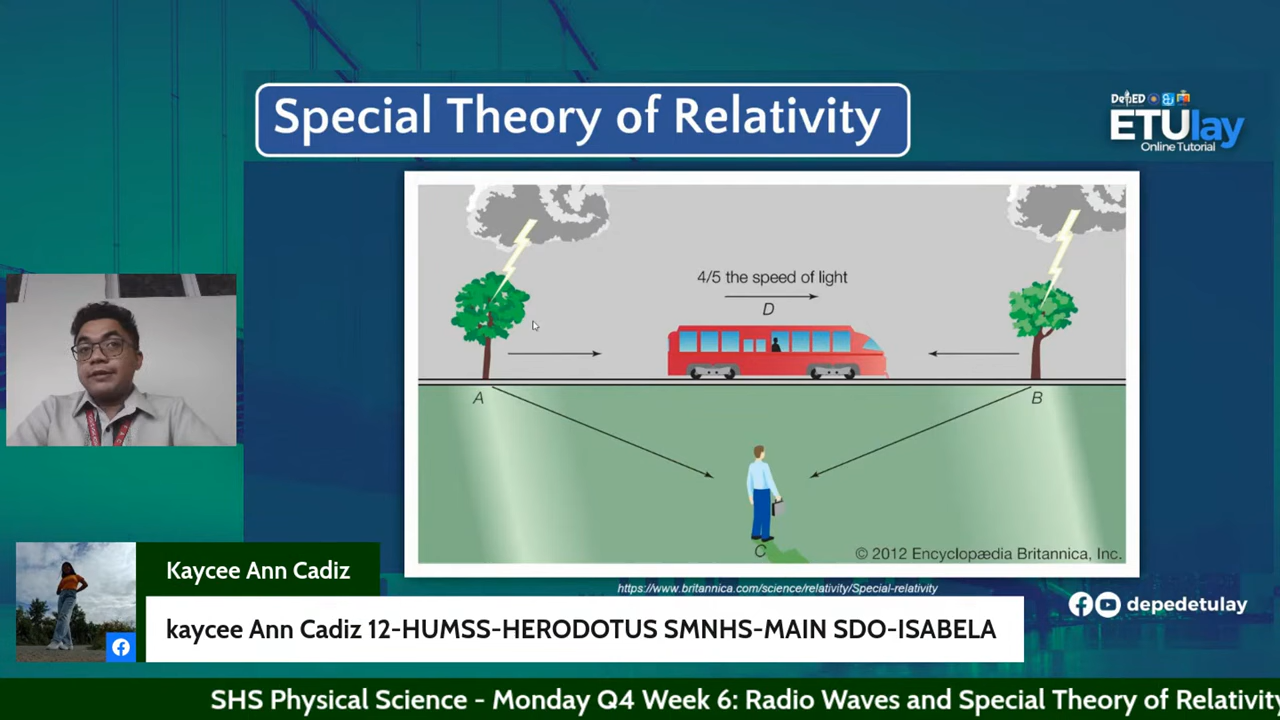 Special Theory of Relativity
DepED
ETUlay
Online Tutorial
4/5 the speed of light
D
A
B
C
© 2012 Encyclopædia Britannica, Inc.
https://www.britannica.com/science/relativity/Special-relativity
Kaycee Ann Cadiz
kaycee Ann Cadiz 12-HUMSS-HERODOTUS SMNHS-MAIN SDO-ISABELA
depedetulay
SHS Physical Science - Monday Q4 Week 6: Radio Waves and Special Theory of Relativity